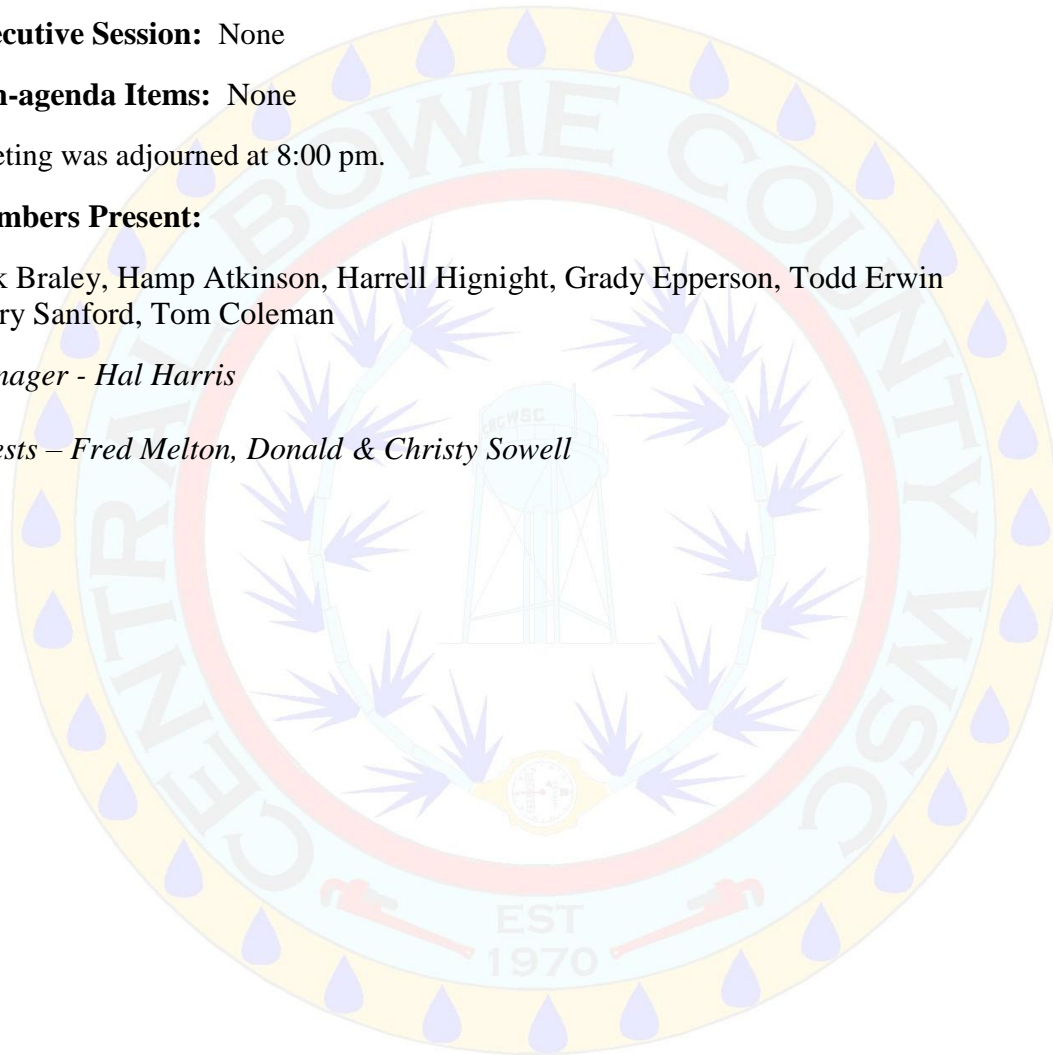 ecutive Session: None
n-agenda Items: None
eting was adjourned at 8:00 pm.
mbers Present:
k Braley, Hamp Atkinson, Harrell Hignight, Grady Epperson, Todd Erwin
ry Sanford, Tom Coleman
nager - Hal Harris
ests – Fred Melton, Donald & Christy Sowell
CENTRAL BOWIE COUNTY WSC
CBCWSC
EST
1970